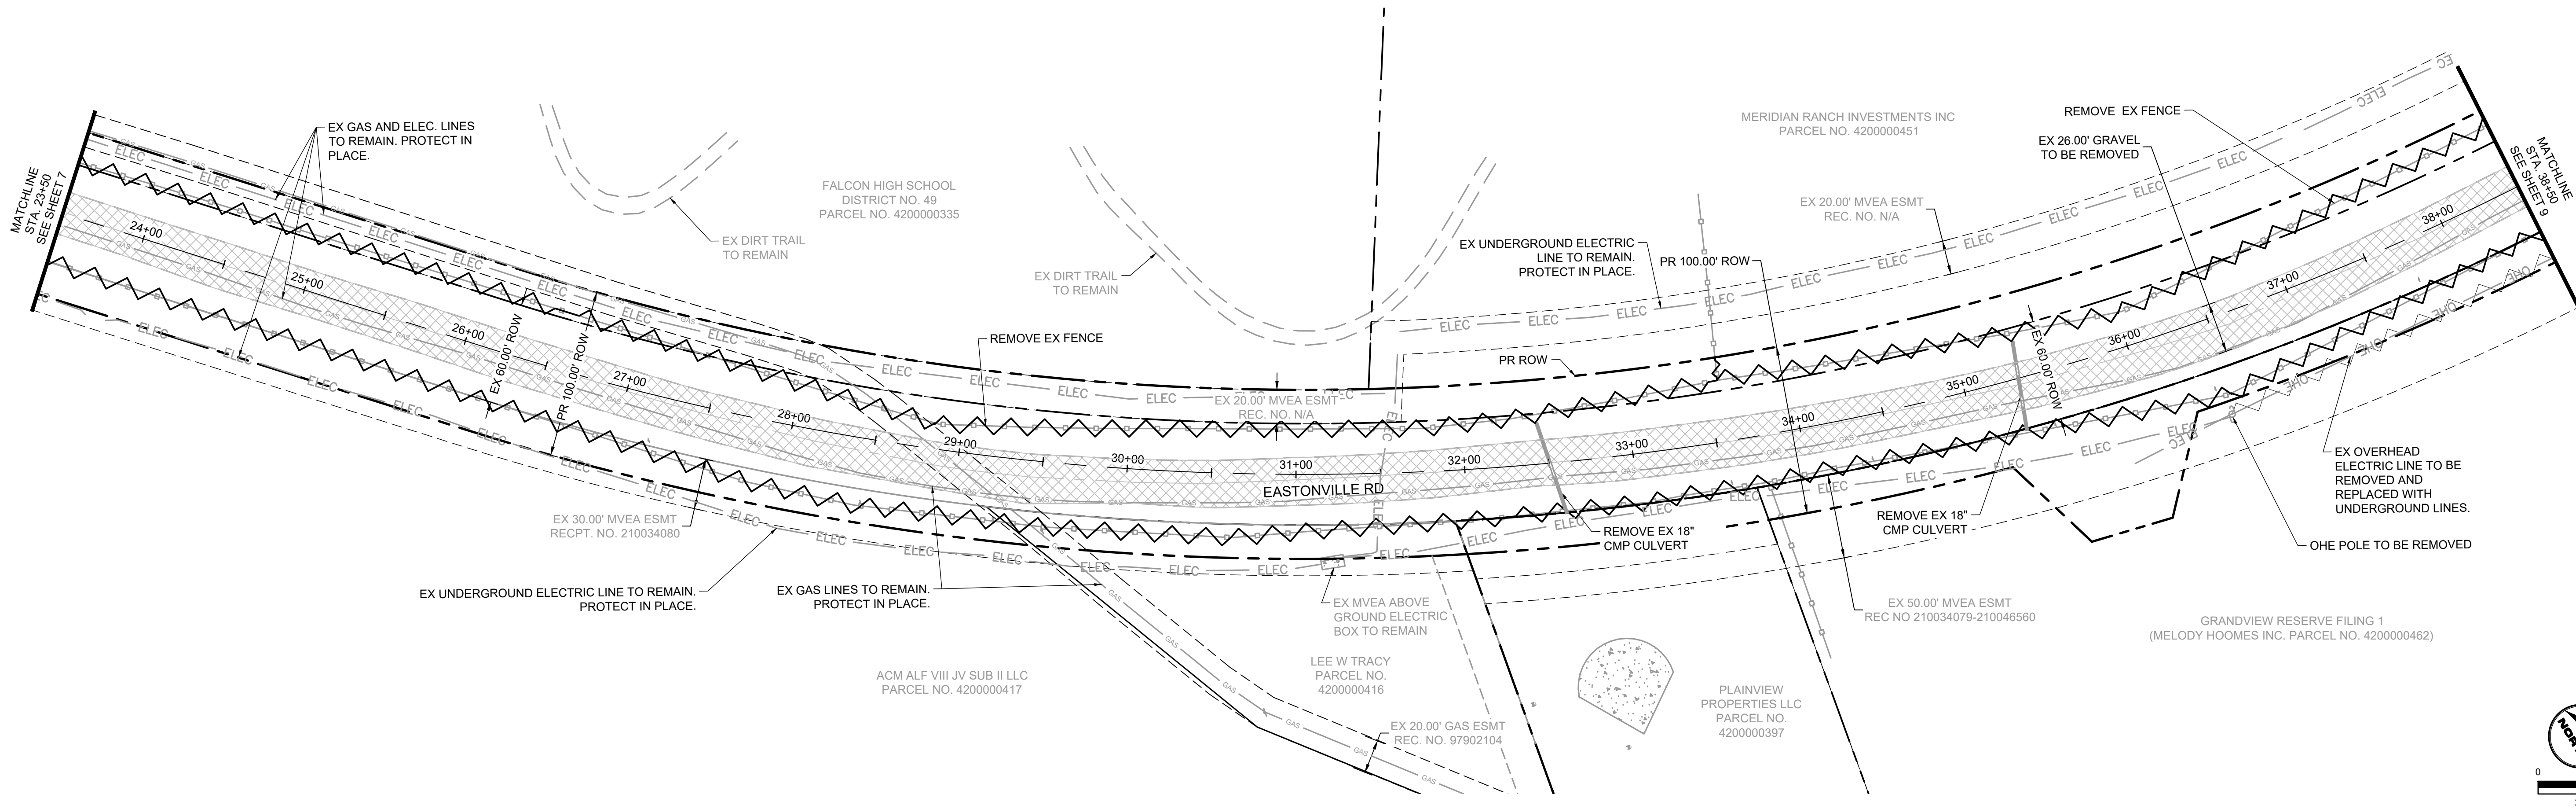 MATCHLINE
STA. 23+50
SEE SHEET 7
EX GAS AND ELEC. LINES
TO REMAIN. PROTECT IN
PLACE.
EX DIRT TRAIL
TO REMAIN
FALCON HIGH SCHOOL
DISTRICT NO. 49
PARCEL NO. 4200000335
EX DIRT TRAIL
TO REMAIN
REMOVE EX FENCE
EX 20.00' MVEA ESMT
REC. NO. N/A
MERIDIAN RANCH INVESTMENTS INC
PARCEL NO. 4200000451
EX UNDERGROUND ELECTRIC
LINE TO REMAIN.
PROTECT IN PLACE.
PR 100.00' ROW
PR ROW
EX 20.00' MVEA ESMT
REC. NO. N/A
REMOVE EX FENCE
EX 26.00' GRAVEL
TO BE REMOVED
MATCHLINE
STA. 38+50
SEE SHEET 9
24+00
25+00
26+00
27+00
28+00
29+00
30+00
31+00
32+00
33+00
34+00
35+00
36+00
37+00
38+00
EX 60.00' ROW
PR 100.00' ROW
EX 60.00' ROW
EASTONVILLE RD
EX 30.00' MVEA ESMT
RECPT. NO. 210034080
EX UNDERGROUND ELECTRIC LINE TO REMAIN.
PROTECT IN PLACE.
EX GAS LINES TO REMAIN.
PROTECT IN PLACE.
ACM ALF VIII JV SUB II LLC
PARCEL NO. 4200000417
EX MVEA ABOVE
GROUND ELECTRIC
BOX TO REMAIN
LEE W TRACY
PARCEL NO.
4200000416
EX 20.00' GAS ESMT
REC. NO. 97902104
REMOVE EX 18"
CMP CULVERT
PLAINVIEW
PROPERTIES LLC
PARCEL NO.
4200000397
REMOVE EX 18"
CMP CULVERT
EX 50.00' MVEA ESMT
REC NO 210034079-210046560
EX OVERHEAD
ELECTRIC LINE TO BE
REMOVED AND
REPLACED WITH
UNDERGROUND LINES.
OHE POLE TO BE REMOVED
GRANDVIEW RESERVE FILING 1
(MELODY HOOMES INC. PARCEL NO. 4200000462)
ELEC
GAS
OHE
0